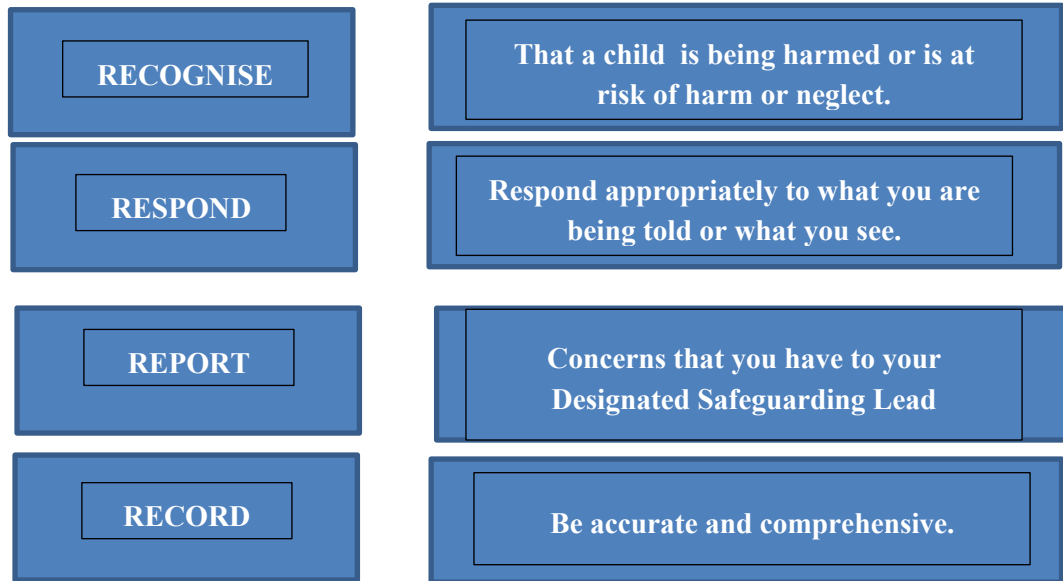 RECOGNISE
That a child  is being harmed or is at
risk of harm or neglect.
RESPOND
Respond appropriately to what you are
being told or what you see.
REPORT
Concerns that you have to your
Designated Safeguarding Lead
RECORD
Be accurate and comprehensive.